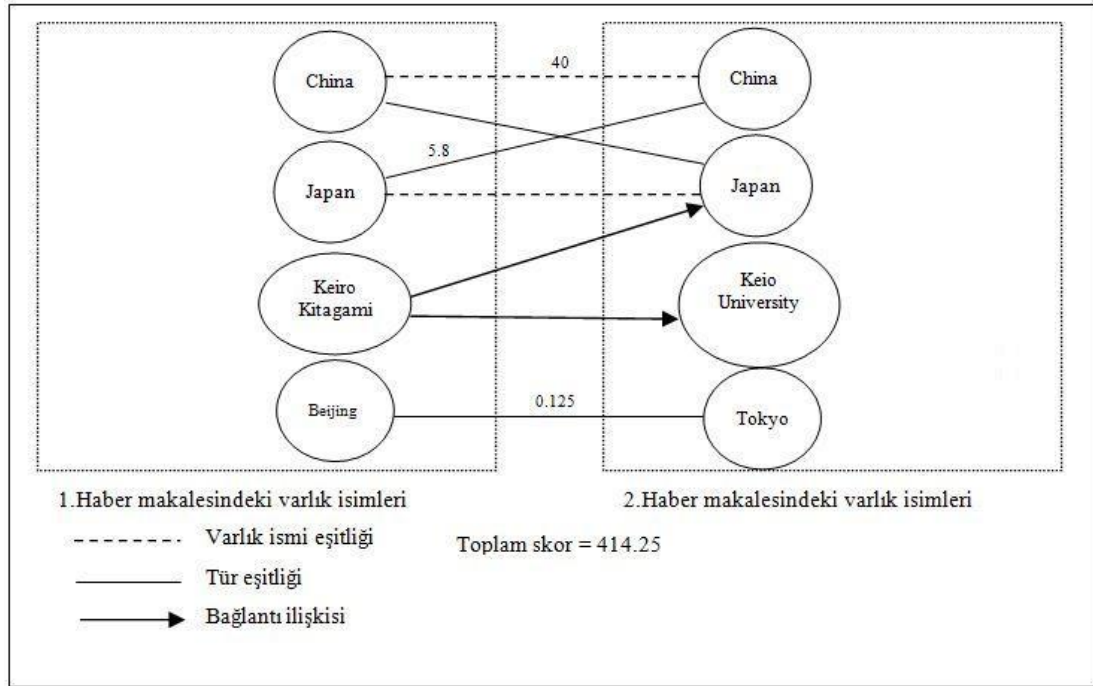 China
40
China
5.8
Japan
Japan
Keiro
Kitagami
Keio
University
Beijing
0.125
Tokyo
1.Haber makalesindeki varlık isimleri
2.Haber makalesindeki varlık isimleri
Varlık ismi eşitliği
Toplam skor = 414.25
Tür eşitliği
Bağlantı ilişkisi